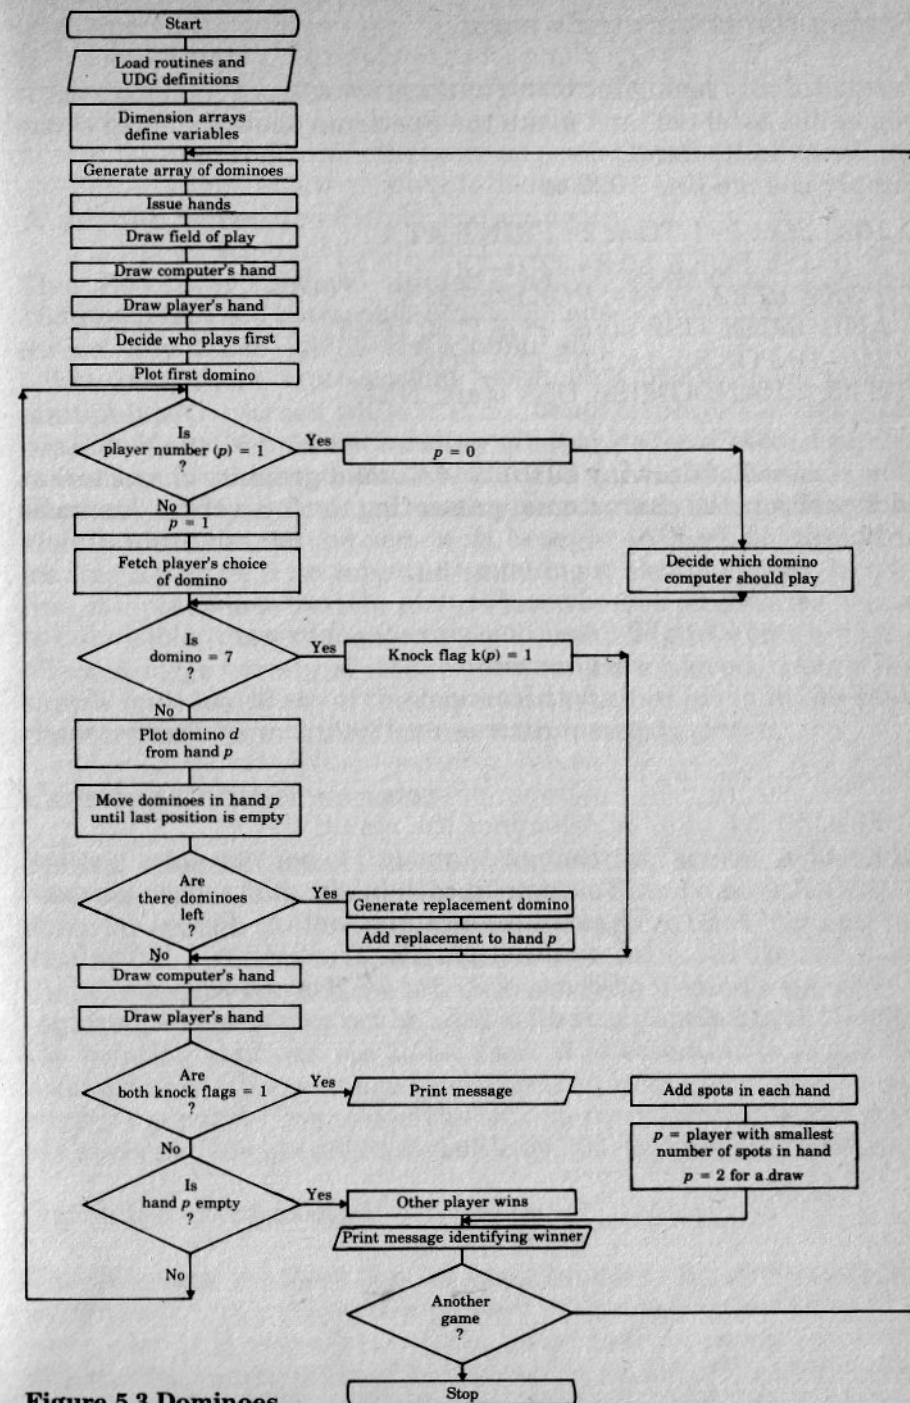 Start
Load routines and
UDG definitions
Dimension arrays
define variables
Generate array of dominoes
Issue hands
Draw field of play
Draw computer's hand
Draw player's hand
Decide who plays first
Plot first domino
Is
player number (p) = 1
?
Yes
p = 0
No
p = 1
Fetch player's choice
of domino
Decide which domino
computer should play
Is
domino = 7
?
Yes
Knock flag k(p) = 1
No
Plot domino d
from hand p
Move dominoes in hand p
until last position is empty
Are
there dominoes
left
?
Yes
Generate replacement domino
Add replacement to hand p
No
Draw computer's hand
Draw player's hand
Are
both knock flags = 1
?
Yes
Print message
Add spots in each hand
p = player with smallest
number of spots in hand
p = 2 for a draw
No
Is
hand p empty
?
Yes
Other player wins
Print message identifying winner
No
Another
game
?
Stop
Figure 5.3 Dominoes